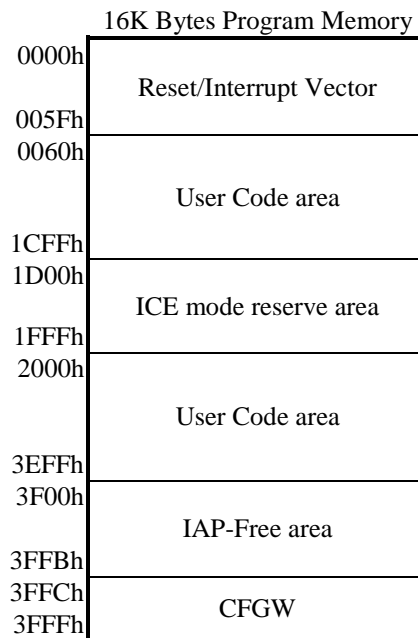 16K Bytes Program Memory
0000h
Reset/Interrupt Vector
005Fh
0060h
User Code area
1CFFh
1D00h
ICE mode reserve area
1FFFh
2000h
User Code area
3EFFh
3F00h
IAP-Free area
3FFBh
3FFCh
CFGW
3FFFh